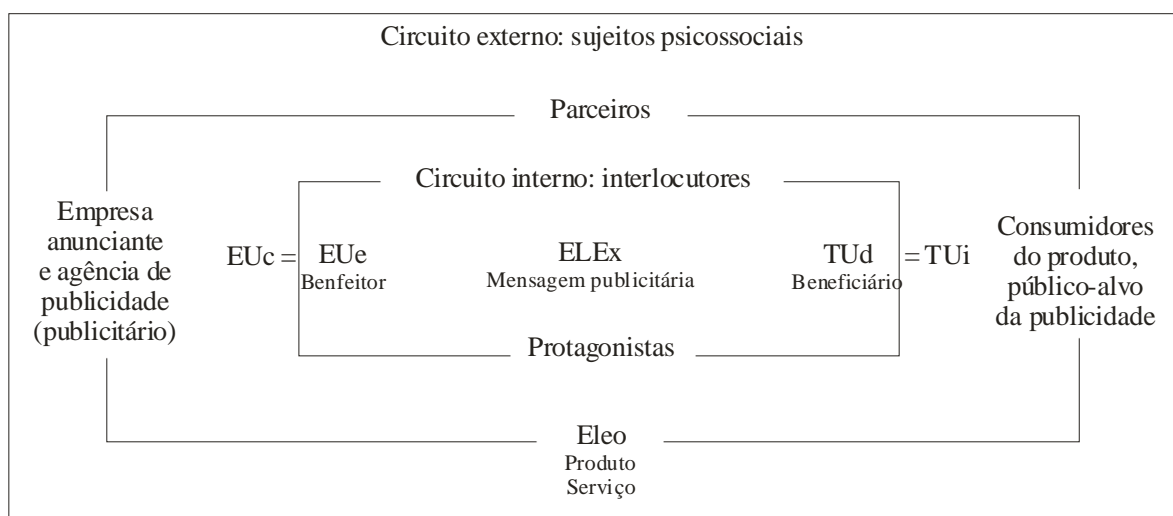 Circuito externo: sujeitos psicossociais
Parceiros
Circuito interno: interlocutores
Empresa
anunciante
e agência de
publicidade
(publicitário)
EUc = EUe
Benfeitor
ELEx
Mensagem publicitária
TUd = TUi
Beneficiário
Consumidores
do produto,
público-alvo
da publicidade
Protagonistas
Eleo
Produto
Serviço